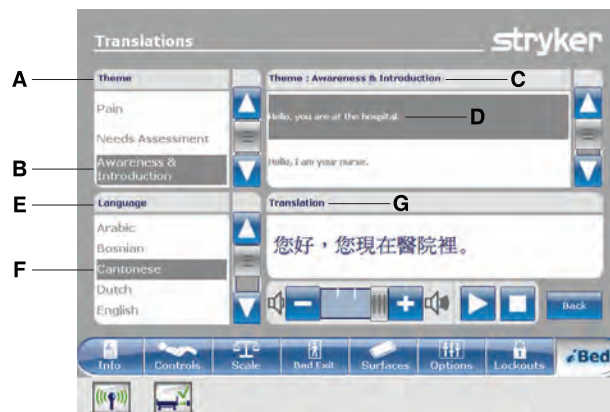 Translations
stryker
A
Theme
Theme : Awareness & Introduction
C
Pain
Needs Assessment
B
Awareness &
Introduction
Hello, you are at the hospital.
D
Hello, I am your nurse.
E
Language
Translation
G
Arabic
Bosnian
F
Cantonese
Dutch
English
您好，您現在醫院裡。
Back
Info
Controls
Scale
Bed Exit
Surfaces
Options
Lockouts
iBed